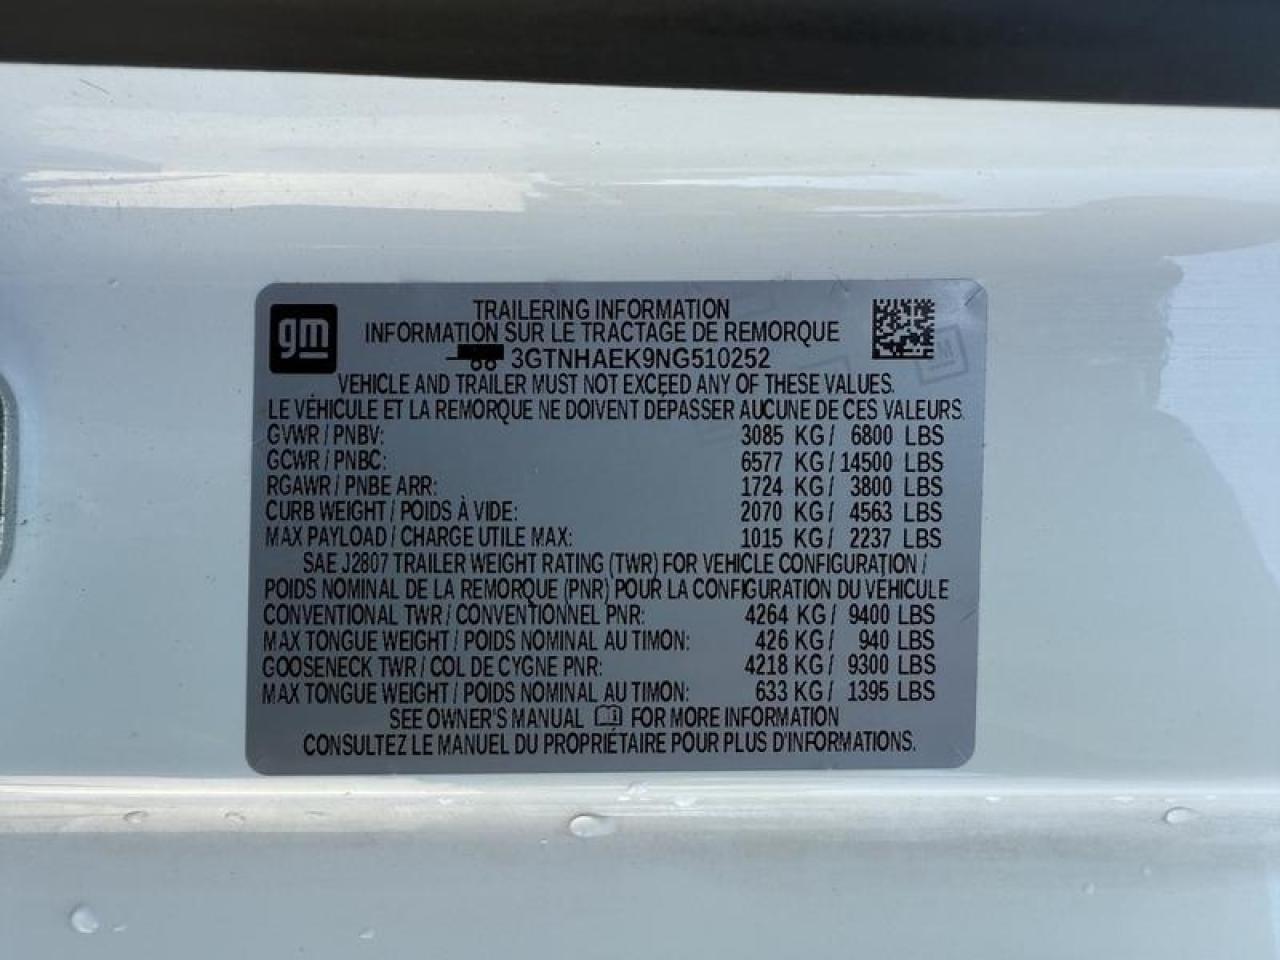 gm
TRAILERING INFORMATION
INFORMATION SUR LE TRACTAGE DE REMORQUE
3GTNHAEK9NG510252
VEHICLE AND TRAILER MUST NOT EXCEED ANY OF THESE VALUES.
LE VÉHICULE ET LA REMORQUE NE DOIVENT DÉPASSER AUCUNE DE CES VALEURS
GVWR / PNBV: 3085 KG / 6800 LBS
GCWR / PNBC: 6577 KG / 14500 LBS
RGAWR / PNBE ARR: 1724 KG / 3800 LBS
CURB WEIGHT / POIDS À VIDE: 2070 KG / 4563 LBS
MAX PAYLOAD / CHARGE UTILE MAX: 1015 KG / 2237 LBS
SAE J2807 TRAILER WEIGHT RATING (TWR) FOR VEHICLE CONFIGURATION /
POIDS NOMINAL DE LA REMORQUE (PNR) POUR LA CONFIGURATION DU VÉHICULE
CONVENTIONAL TWR / CONVENTIONNEL PNR: 4264 KG / 9400 LBS
MAX TONGUE WEIGHT / POIDS NOMINAL AU TIMON: 426 KG / 940 LBS
GOOSENECK TWR / COL DE CYGNE PNR: 4218 KG / 9300 LBS
MAX TONGUE WEIGHT / POIDS NOMINAL AU TIMON: 633 KG / 1395 LBS
SEE OWNER'S MANUAL FOR MORE INFORMATION
CONSULTEZ LE MANUEL DU PROPRIÉTAIRE POUR PLUS D'INFORMATIONS.